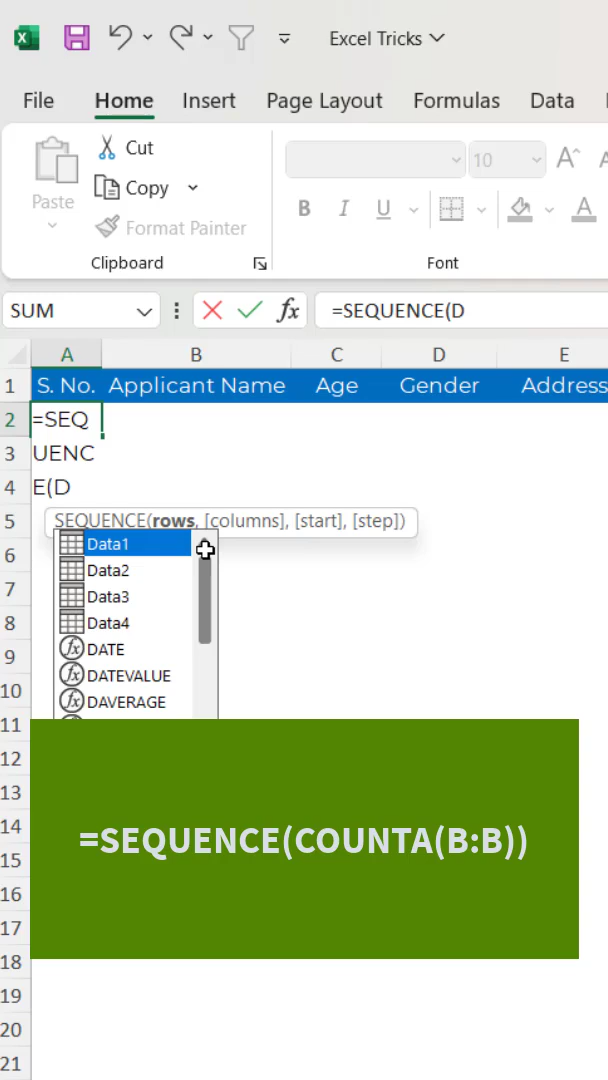 Excel Tricks
File Home Insert Page Layout Formulas Data
Paste
Cut
Copy
Format Painter
Clipboard
10
B I U
Font
SUM
fx
=SEQUENCE(D
A B C D E
1 S. No. Applicant Name Age Gender Address
2 =SEQ
3 UENC
4 E(D
5 SEQUENCE(rows, [columns], [start], [step])
Data1
6 Data2
7 Data3
8 Data4
9 DATE
DATEVALUE
10 DAVERAGE
11
12
13
14
=SEQUENCE(COUNTA(B:B))
15
16
17
18
19
20
21